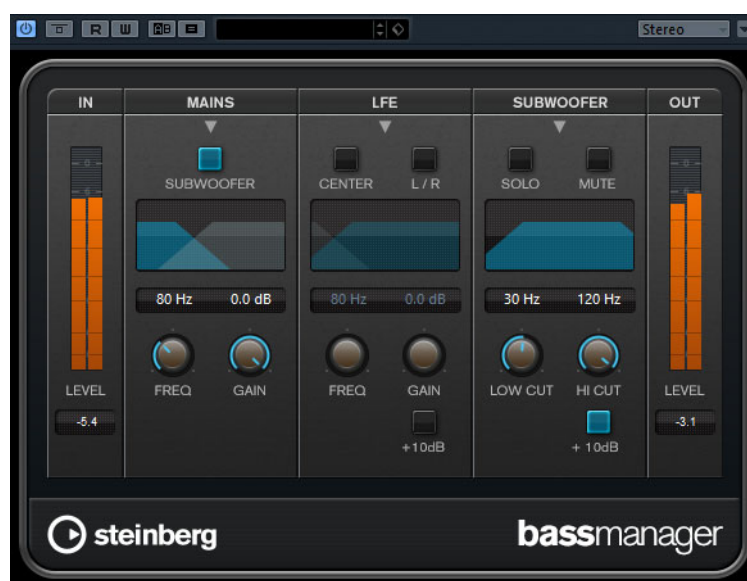 R W AB Stereo
IN MAINS LFE SUBWOOFER OUT
SUBWOOFER CENTER L / R SOLO MUTE
80 Hz 0.0 dB 80 Hz 0.0 dB 30 Hz 120 Hz
LEVEL FREQ GAIN FREQ GAIN LOW CUT HI CUT LEVEL
-5.4 -3.1
+10dB + 10dB
steinberg bassmanager